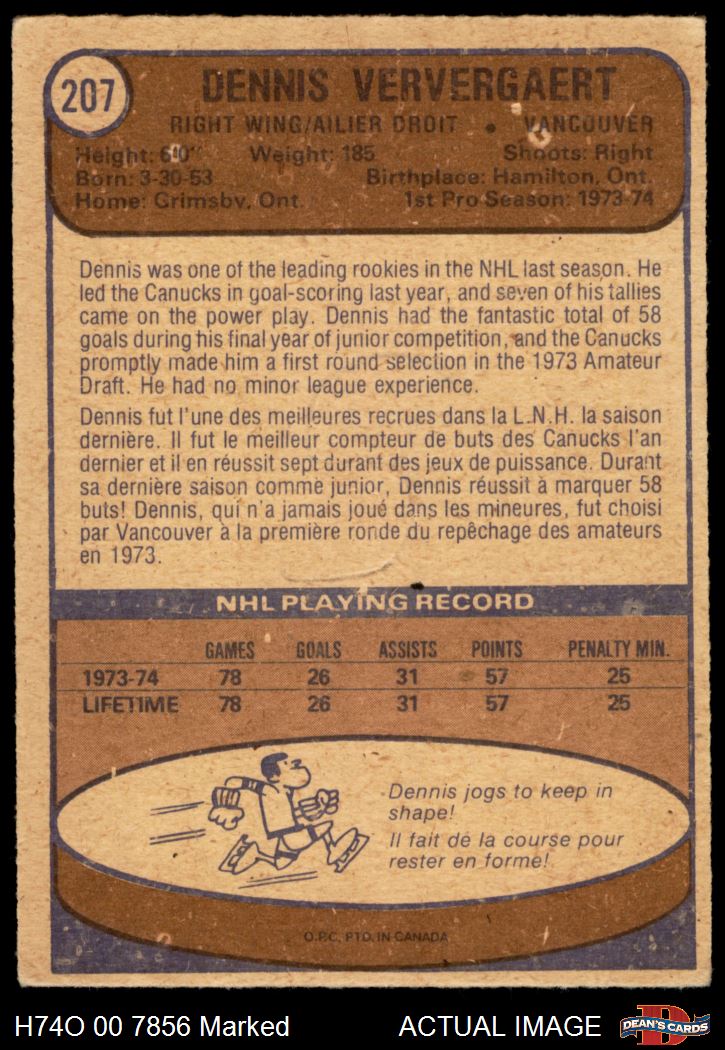 207
DENNIS VERVERGAERT
RIGHT WING/AILIER DROIT • VANCOUVER
Height: 6'0" Weight: 185 Shoots: Right
Born: 3-30-53 Birthplace: Hamilton, Ont.
Home: Grimsby, Ont. 1st Pro Season: 1973-74
Dennis was one of the leading rookies in the NHL last season. He
led the Canucks in goal-scoring last year, and seven of his tallies
came on the power play. Dennis had the fantastic total of 58
goals during his final year of junior competition, and the Canucks
promptly made him a first round selection in the 1973 Amateur
Draft. He had no minor league experience.
Dennis fut l'une des meilleures recrues dans la L.N.H. la saison
dernière. Il fut le meilleur compteur de buts des Canucks l'an
dernier et il en réussit sept durant des jeux de puissance. Durant
sa dernière saison comme junior, Dennis réussit à marquer 58
buts! Dennis, qui n'a jamais joué dans les mineures, fut choisi
par Vancouver à la première ronde du repêchage des amateurs
en 1973.
NHL PLAYING RECORD
GAMES GOALS ASSISTS POINTS PENALTY MIN.
1973-74 78 26 31 57 25
LIFETIME 78 26 31 57 25
Dennis jogs to keep in
shape!
Il fait de la course pour
rester en forme!
O.P.C. PTD. IN CANADA
H74O 00 7856 Marked ACTUAL IMAGE DEAN'S CARDS